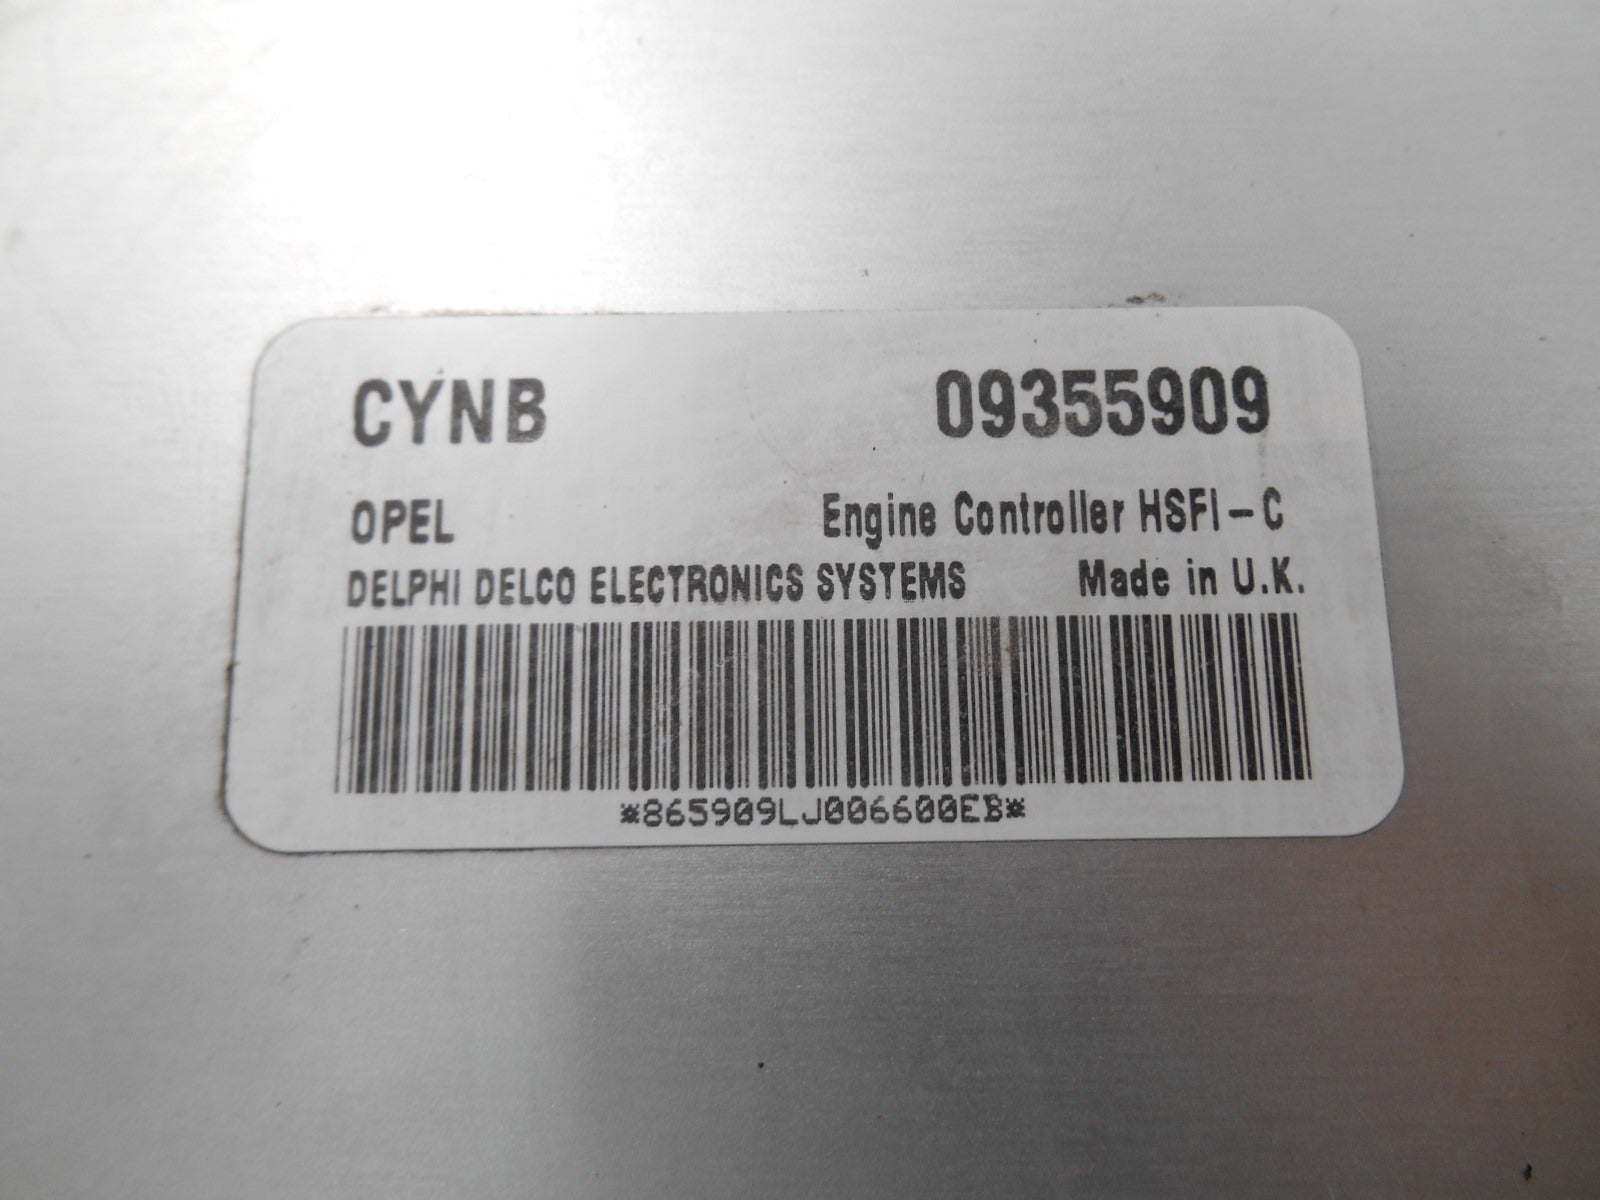 CYNB 09355909
OPEL Engine Controller HSFI-C
DELPHI DELCO ELECTRONICS SYSTEMS Made in U.K.
*865909LJ006600EB*